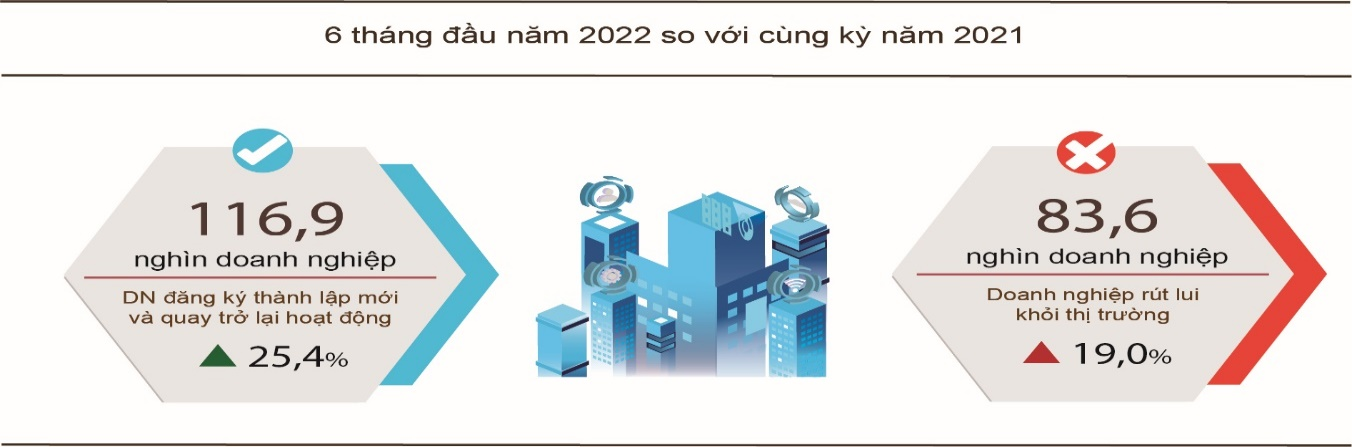 6 tháng đầu năm 2022 so với cùng kỳ năm 2021
116,9
nghìn doanh nghiệp
DN đăng ký thành lập mới
và quay trở lại hoạt động
25,4%
83,6
nghìn doanh nghiệp
Doanh nghiệp rút lui
khỏi thị trường
19,0%